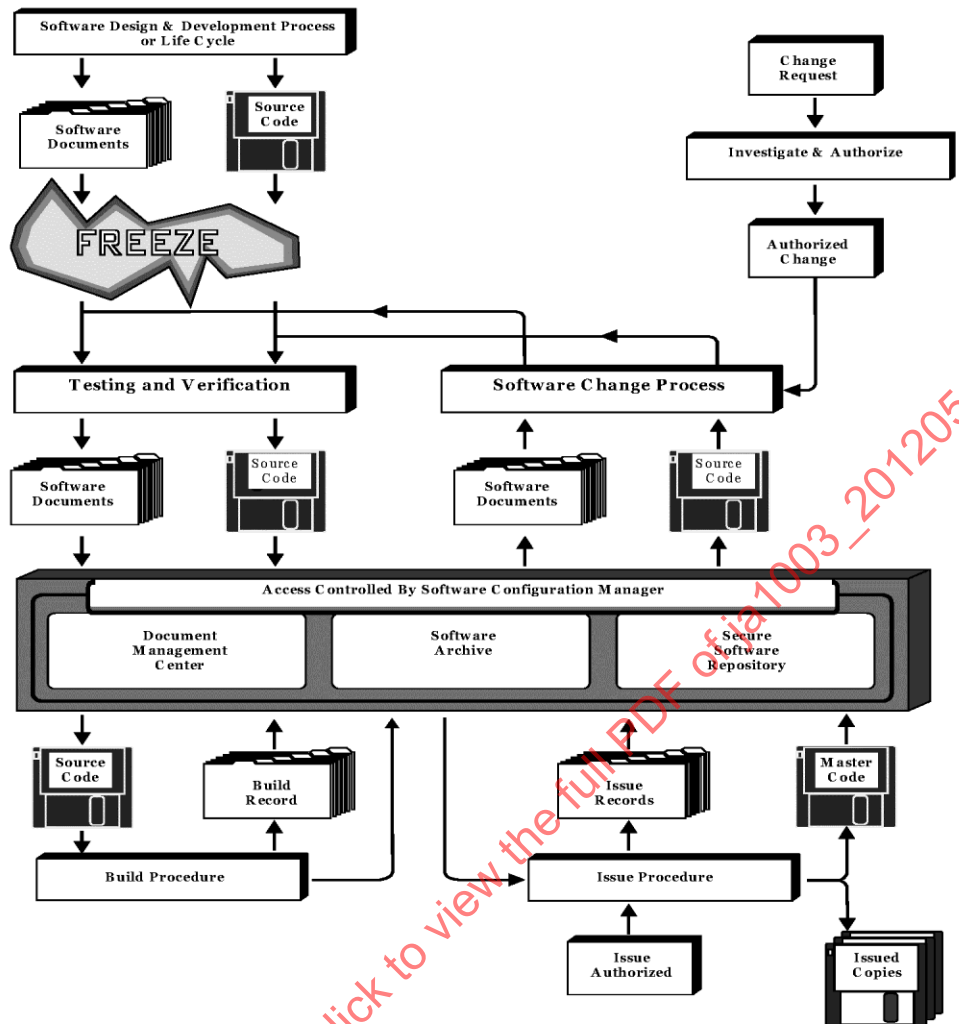 Software Design & Development Process
or Life Cycle
Change
Request
Software
Documents
Source
Code
Investigate & Authorize
FREEZE
Authorized
Change
Testing and Verification
Software Change Process
Software
Documents
Source
Code
Software
Documents
Source
Code
Access Controlled By Software Configuration Manager
Document
Management
Center
Software
Archive
Secure
Software
Repository
Source
Code
Build
Record
Issue
Records
Master
Code
Build Procedure
Issue Procedure
Issue
Authorized
Issued
Copies
lick to view the full PDF of ja1003_201205